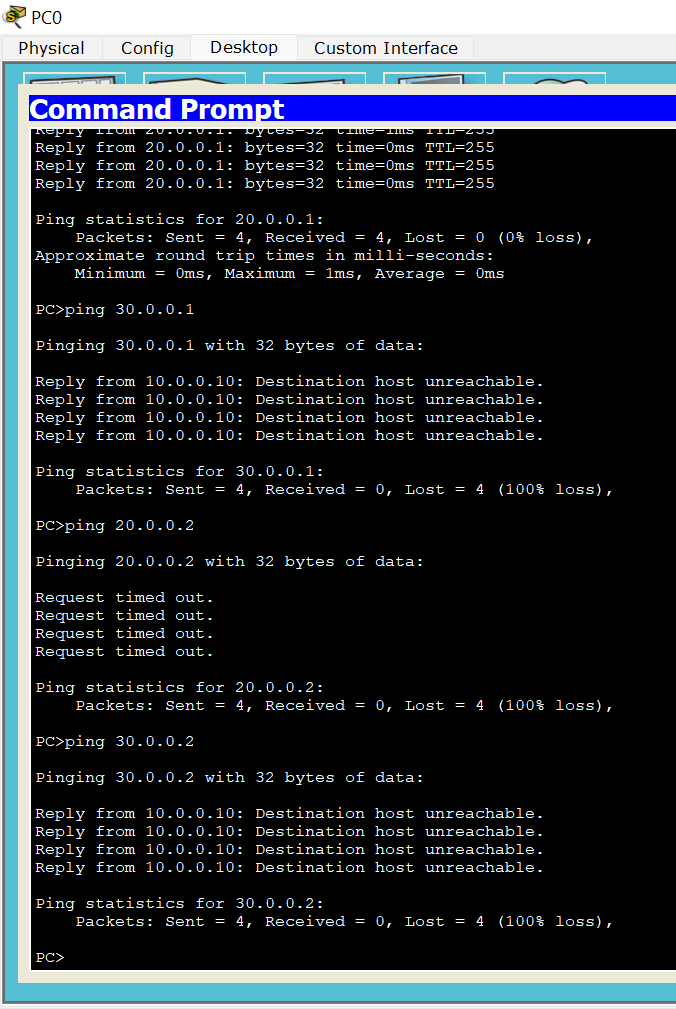 PC0
Physical Config Desktop Custom Interface
Command Prompt
Reply from 20.0.0.1: bytes=32 time=1ms TTL=255
Reply from 20.0.0.1: bytes=32 time=0ms TTL=255
Reply from 20.0.0.1: bytes=32 time=0ms TTL=255
Reply from 20.0.0.1: bytes=32 time=0ms TTL=255
Ping statistics for 20.0.0.1:
Packets: Sent = 4, Received = 4, Lost = 0 (0% loss),
Approximate round trip times in milli-seconds:
Minimum = 0ms, Maximum = 1ms, Average = 0ms
PC>ping 30.0.0.1
Pinging 30.0.0.1 with 32 bytes of data:
Reply from 10.0.0.10: Destination host unreachable.
Reply from 10.0.0.10: Destination host unreachable.
Reply from 10.0.0.10: Destination host unreachable.
Reply from 10.0.0.10: Destination host unreachable.
Ping statistics for 30.0.0.1:
Packets: Sent = 4, Received = 0, Lost = 4 (100% loss),
PC>ping 20.0.0.2
Pinging 20.0.0.2 with 32 bytes of data:
Request timed out.
Request timed out.
Request timed out.
Request timed out.
Ping statistics for 20.0.0.2:
Packets: Sent = 4, Received = 0, Lost = 4 (100% loss),
PC>ping 30.0.0.2
Pinging 30.0.0.2 with 32 bytes of data:
Reply from 10.0.0.10: Destination host unreachable.
Reply from 10.0.0.10: Destination host unreachable.
Reply from 10.0.0.10: Destination host unreachable.
Reply from 10.0.0.10: Destination host unreachable.
Ping statistics for 30.0.0.2:
Packets: Sent = 4, Received = 0, Lost = 4 (100% loss),
PC>